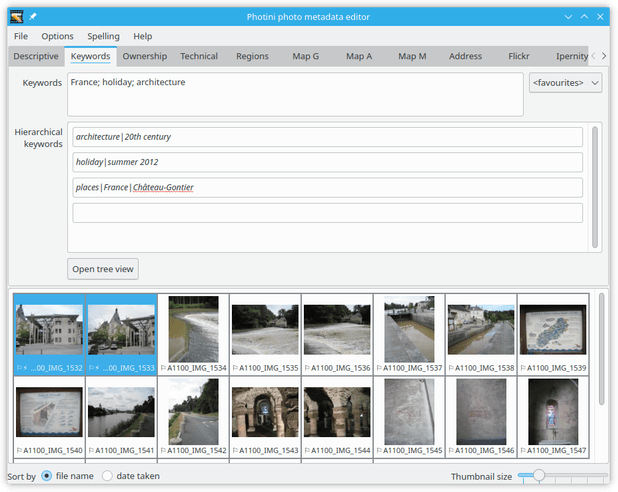 Photini photo metadata editor
File Options Spelling Help
Descriptive Keywords Ownership Technical Regions Map G Map A Map M Address Flickr Ipernity
Keywords France; holiday; architecture <favourites>
Hierarchical keywords
architecture|20th century
holiday|summer 2012
places|France|Château-Gontier
Open tree view
...00_IMG_1532 ...00_IMG_1533 A1100_IMG_1534 A1100_IMG_1535 A1100_IMG_1536 A1100_IMG_1537 A1100_IMG_1538 A1100_IMG_1539
A1100_IMG_1540 A1100_IMG_1541 A1100_IMG_1542 A1100_IMG_1543 A1100_IMG_1544 A1100_IMG_1545 A1100_IMG_1546 A1100_IMG_1547
Sort by file name date taken Thumbnail size